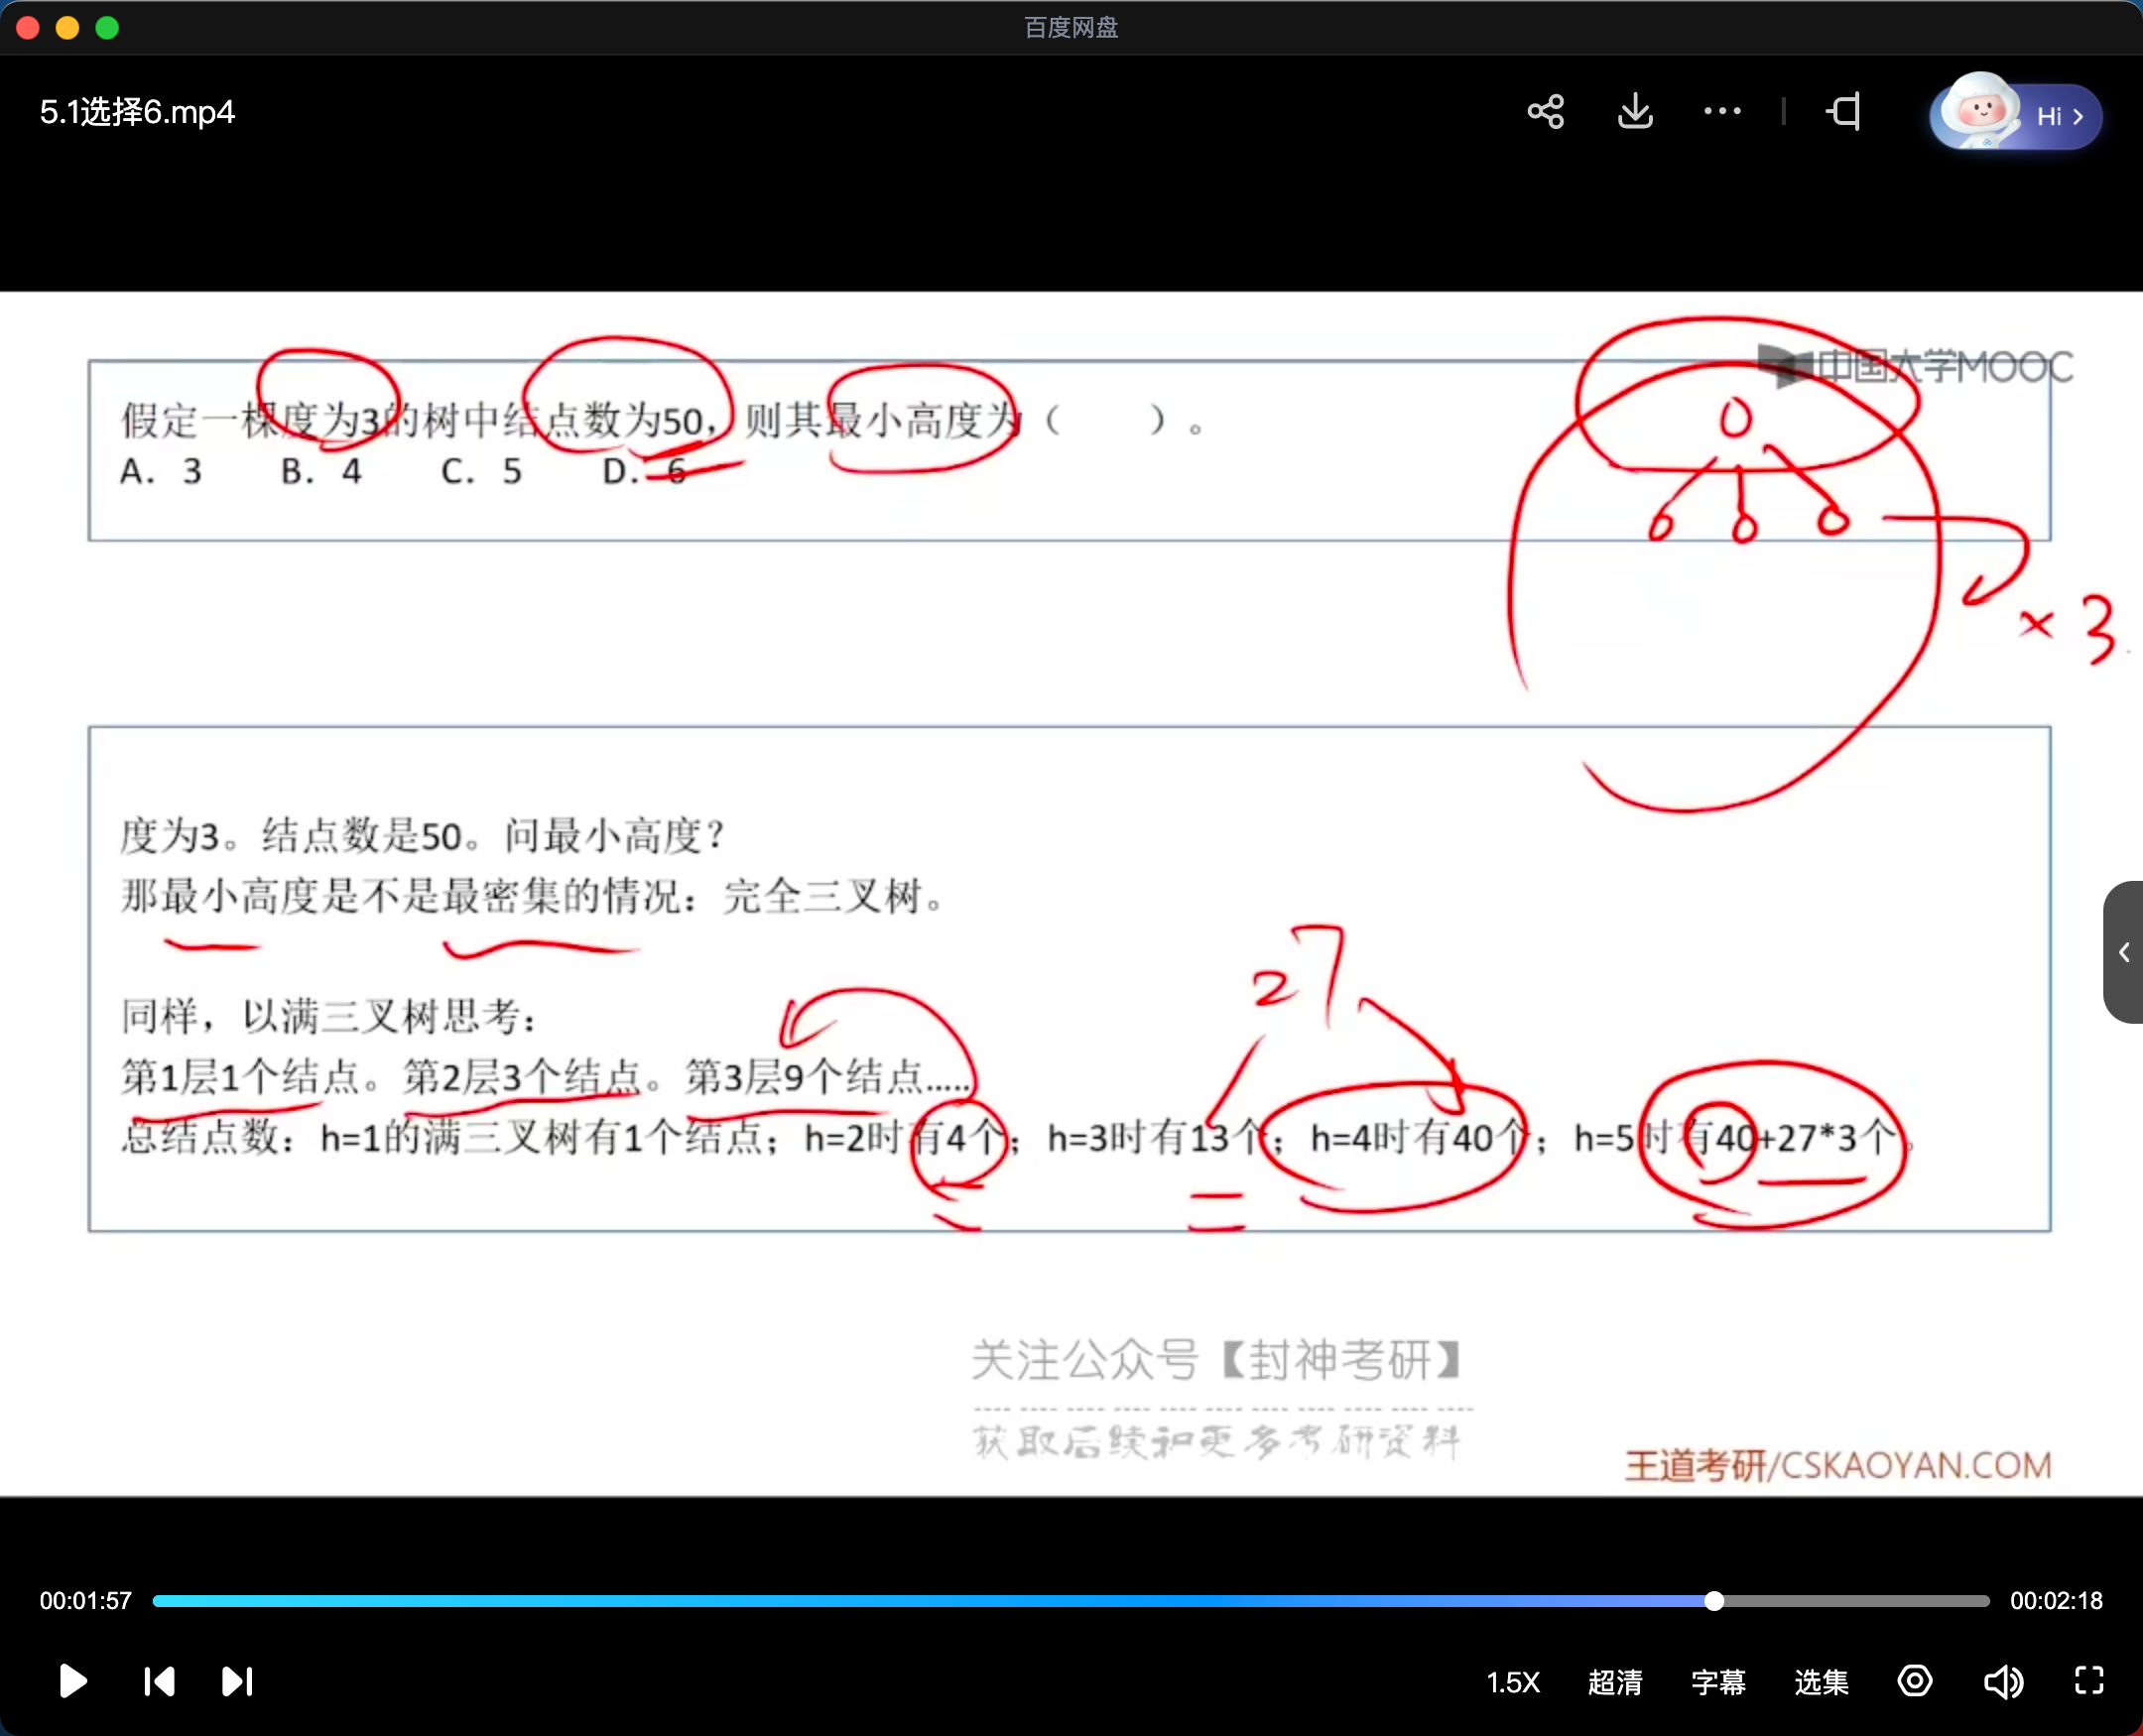 百度网盘
5.1选择6.mp4
Hi
中国大学MOOC
假定一棵度为3的树中结点数为50，则其最小高度为（ ）。
A. 3 B. 4 C. 5 D. 6
× 3
度为3。结点数是50。问最小高度？
那最小高度是不是最密集的情况：完全三叉树。
27
同样，以满三叉树思考：
第1层1个结点。第2层3个结点。第3层9个结点.....
总结点数：h=1的满三叉树有1个结点；h=2时有4个；h=3时有13个；h=4时有40个；h=5时有40+27*3个。
关注公众号【封神考研】
获取后续和更多考研资料
王道考研/CSKAOYAN.COM
00:01:57 00:02:18
1.5X 超清 字幕 选集